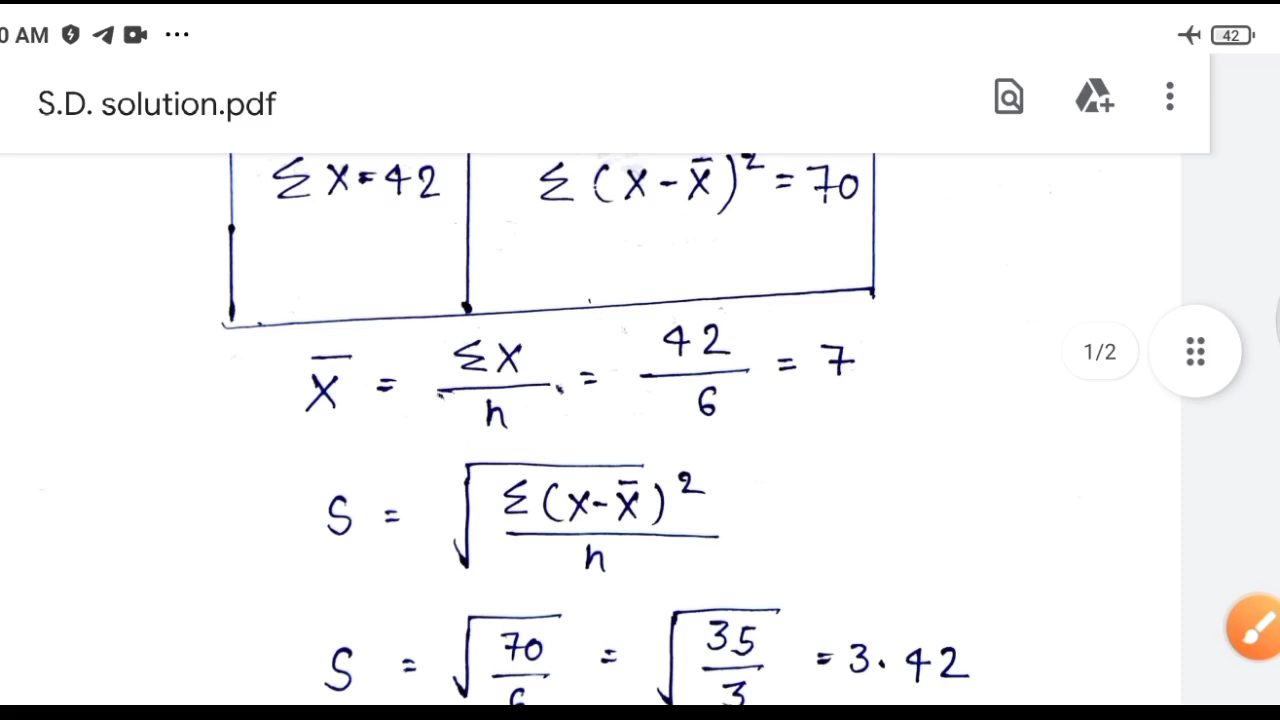 0 AM ... 42
S.D. solution.pdf
Σ X = 42 Σ (X - X̄)² = 70
X̄ = ΣX / n = 42 / 6 = 7
1/2
S = √ Σ (X - X̄)² / n
S = √ 70 / 6 = √ 35 / 3 = 3.42